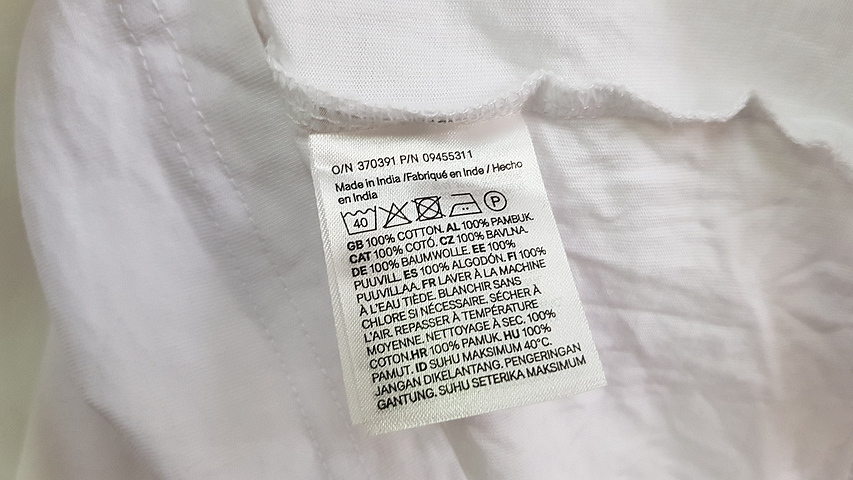 O/N 370391 P/N 09455311
Made in India /Fabriqué en Inde / Hecho
en India
40 P
GB 100% COTTON. AL 100% PAMBUK.
CAT 100% COTÓ. CZ 100% BAVLNA.
DE 100% BAUMWOLLE. EE 100%
PUUVILL. ES 100% ALGODÓN. FI 100%
PUUVILLAA. FR LAVER À LA MACHINE
À L'EAU TIÈDE. BLANCHIR SANS
CHLORE SI NÉCESSAIRE. SÉCHER À
L'AIR. REPASSER À TEMPÉRATURE
MOYENNE. NETTOYAGE À SEC. 100%
COTON.HR 100% PAMUK. HU 100%
PAMUT. ID SUHU MAKSIMUM 40°C.
JANGAN DIKELANTANG. PENGERINGAN
GANTUNG. SUHU SETERIKA MAKSIMUM